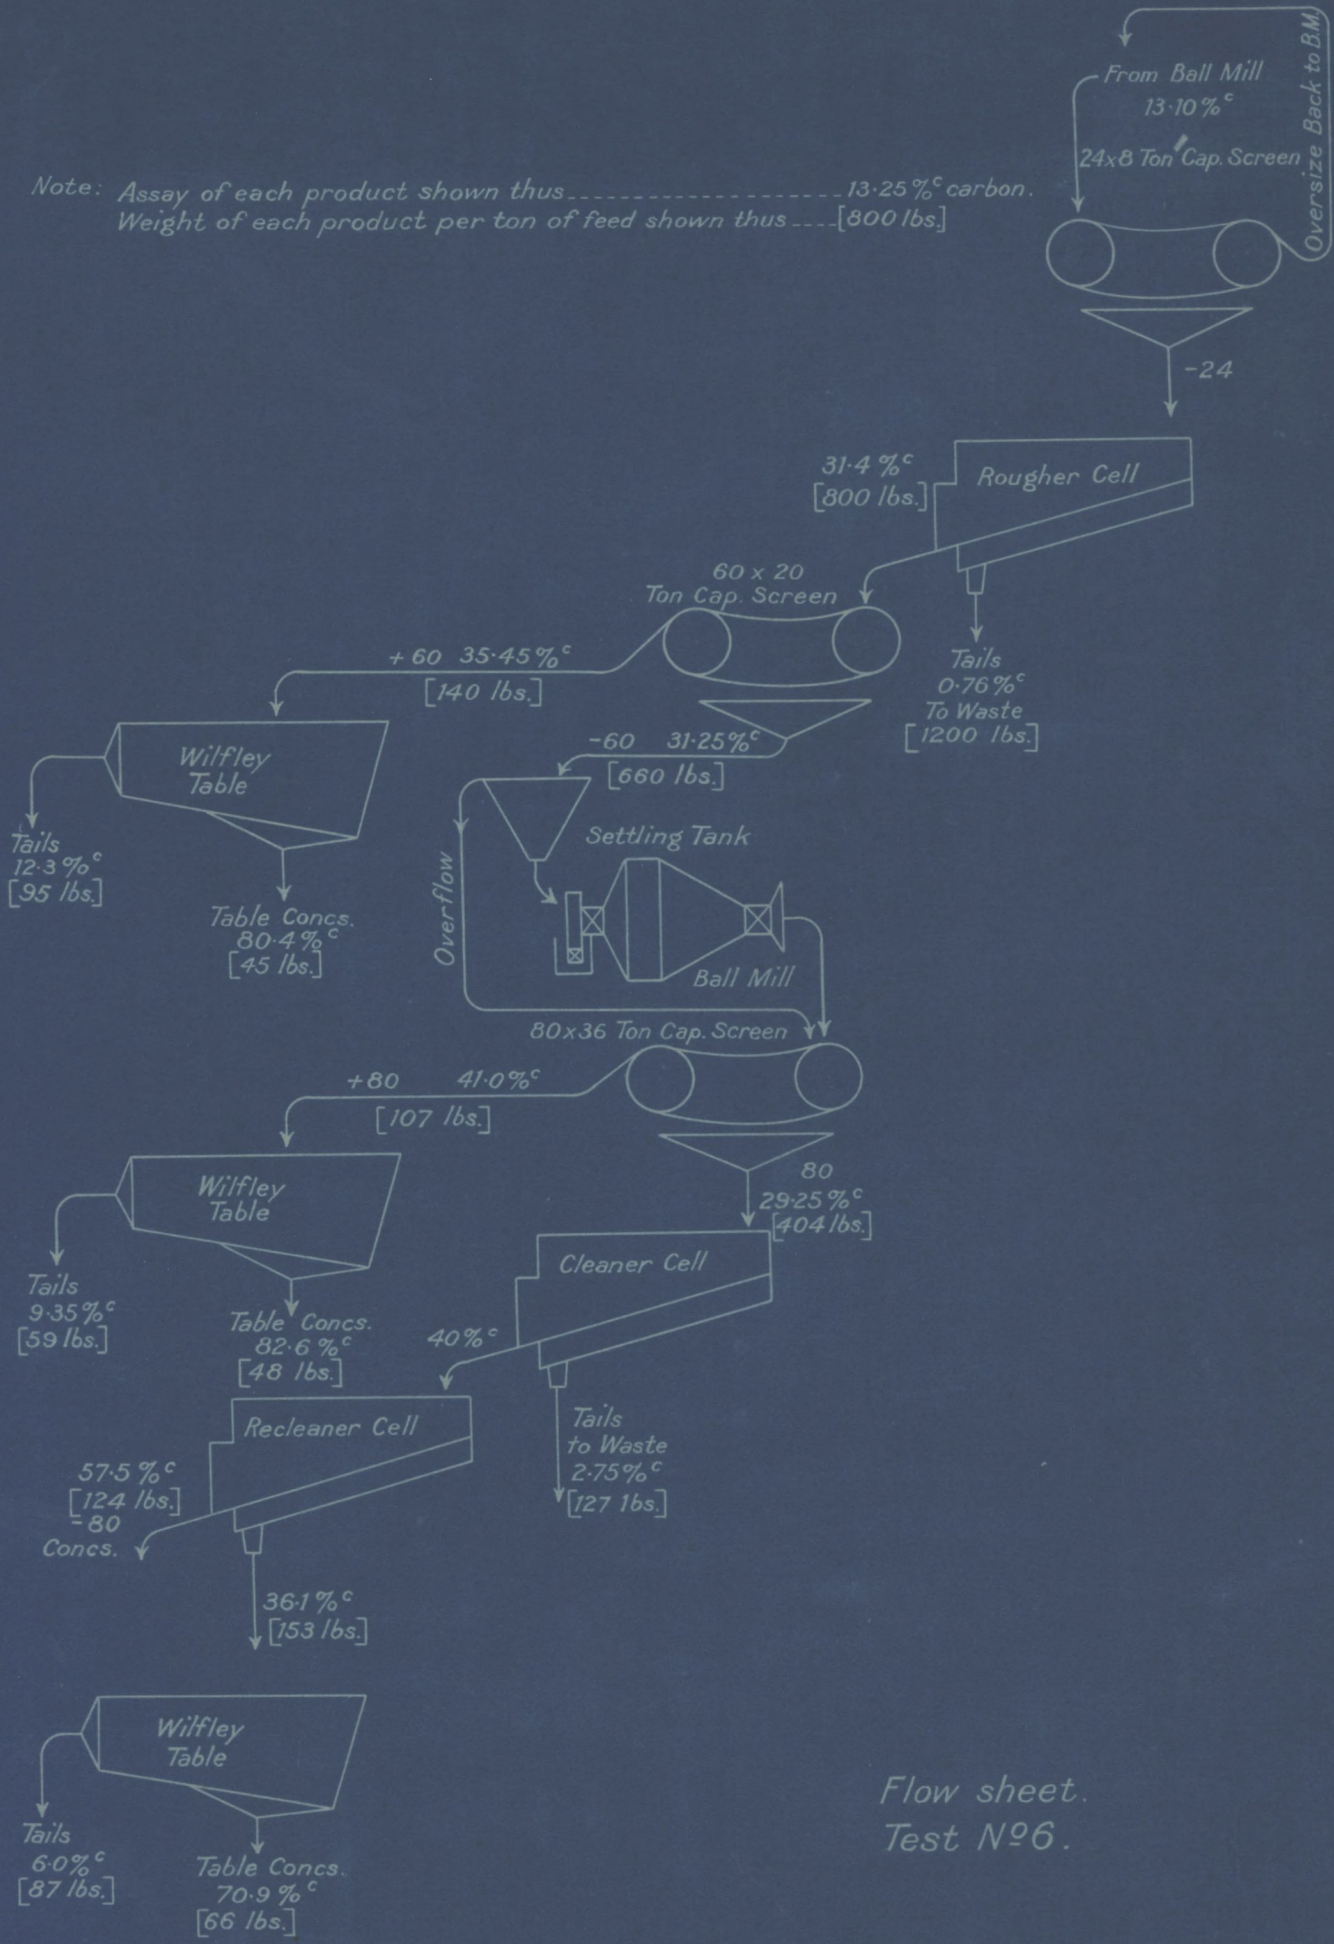 Oversize Back to B.M.
From Ball Mill
13·10%ᶜ
24x8 Ton Cap. Screen
Note: Assay of each product shown thus 13·25%ᶜ carbon.
Weight of each product per ton of feed shown thus [800 lbs.]
-24
31·4%ᶜ
[800 lbs.]
Rougher Cell
60 x 20
Ton Cap. Screen
+60 35·45%ᶜ
[140 lbs.]
Tails
0·76%ᶜ
To Waste
[1200 lbs.]
-60 31·25%ᶜ
[660 lbs.]
Wilfley
Table
Tails
12·3%ᶜ
[95 lbs.]
Table Concs.
80·4%ᶜ
[45 lbs.]
Overflow
Settling Tank
Ball Mill
80x36 Ton Cap. Screen
+80 41·0%ᶜ
[107 lbs.]
80
29·25%ᶜ
[404 lbs.]
Wilfley
Table
Tails
9·35%ᶜ
[59 lbs.]
Table Concs.
82·6%ᶜ
[48 lbs.]
Cleaner Cell
40%ᶜ
Tails
to Waste
2·75%ᶜ
[127 lbs.]
Recleaner Cell
57·5%ᶜ
[124 lbs.]
-80
Concs.
36·1%ᶜ
[153 lbs.]
Wilfley
Table
Tails
6·0%ᶜ
[87 lbs.]
Table Concs.
70·9%ᶜ
[66 lbs.]
Flow sheet.
Test Nº6.